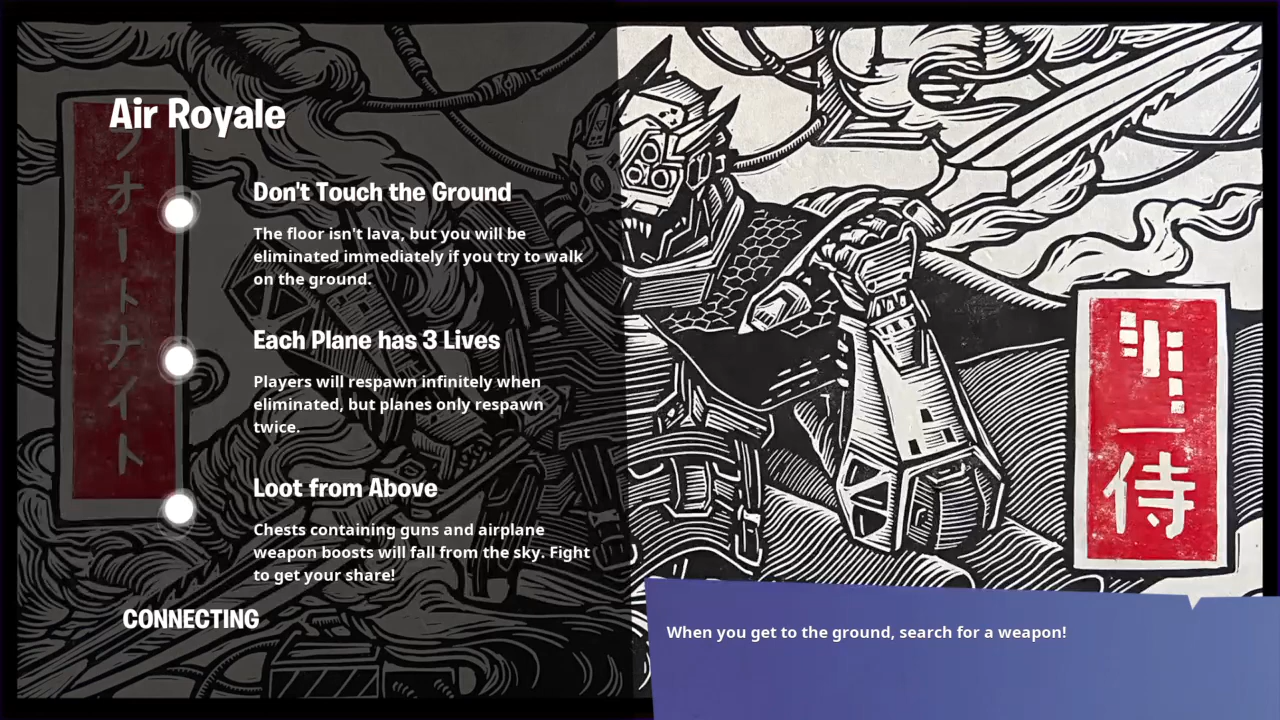 Air Royale
Don't Touch the Ground
The floor isn't lava, but you will be
eliminated immediately if you try to walk
on the ground.
Each Plane has 3 Lives
Players will respawn infinitely when
eliminated, but planes only respawn
twice.
Loot from Above
Chests containing guns and airplane
weapon boosts will fall from the sky. Fight
to get your share!
CONNECTING
When you get to the ground, search for a weapon!
フォートナイト
侍